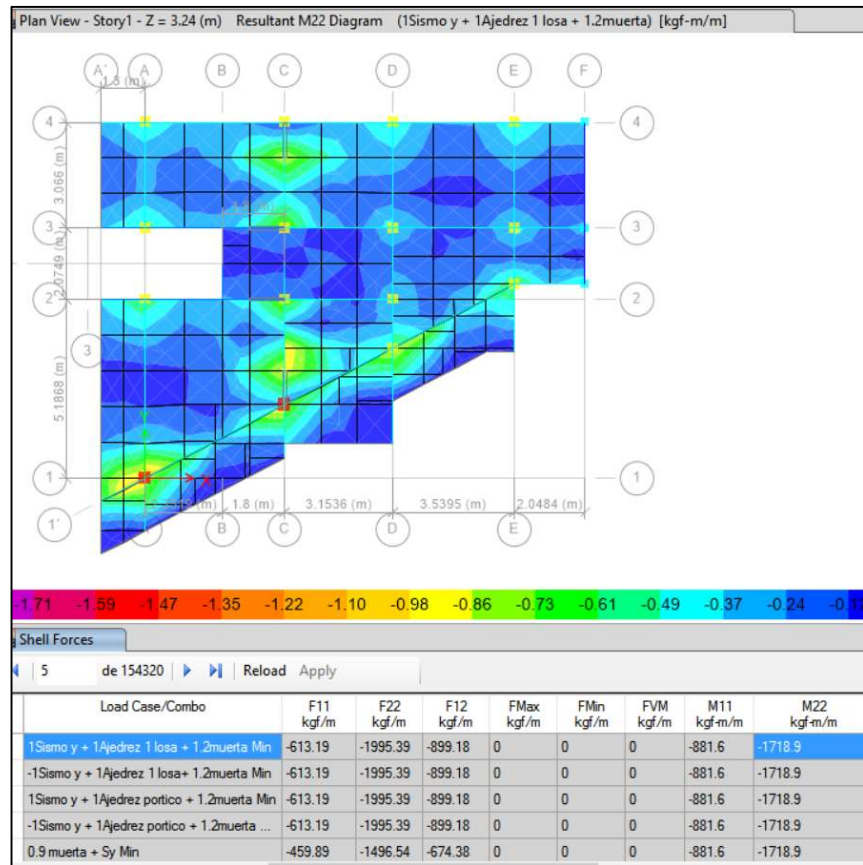 Plan View - Story1 - Z = 3.24 (m) Resultant M22 Diagram (1Sismo y + 1Ajedrez 1 losa + 1.2muerta) [kgf-m/m]
A' A B C D E F
1.3 (m)
4 4
3.066 (m)
3 3
2.0749 (m)
2 2
3
5.1868 (m)
Y
1 1
X
1'
1.8 (m) 3.1536 (m) 3.5395 (m) 2.0484 (m)
B C D E
-1.71 -1.59 -1.47 -1.35 -1.22 -1.10 -0.98 -0.86 -0.73 -0.61 -0.49 -0.37 -0.24
Shell Forces
5 de 154320 Reload Apply
Load Case/Combo F11 F22 F12 FMax FMin FVM M11 M22
kgf/m kgf/m kgf/m kgf/m kgf/m kgf/m kgf-m/m kgf-m/m
1Sismo y + 1Ajedrez 1 losa + 1.2muerta Min -613.19 -1995.39 -899.18 0 0 0 -881.6 -1718.9
-1Sismo y + 1Ajedrez 1 losa+ 1.2muerta Min -613.19 -1995.39 -899.18 0 0 0 -881.6 -1718.9
1Sismo y + 1Ajedrez portico + 1.2muerta Min -613.19 -1995.39 -899.18 0 0 0 -881.6 -1718.9
-1Sismo y + 1Ajedrez portico + 1.2muerta ... -613.19 -1995.39 -899.18 0 0 0 -881.6 -1718.9
0.9 muerta + Sy Min -459.89 -1496.54 -674.38 0 0 0 -881.6 -1718.9